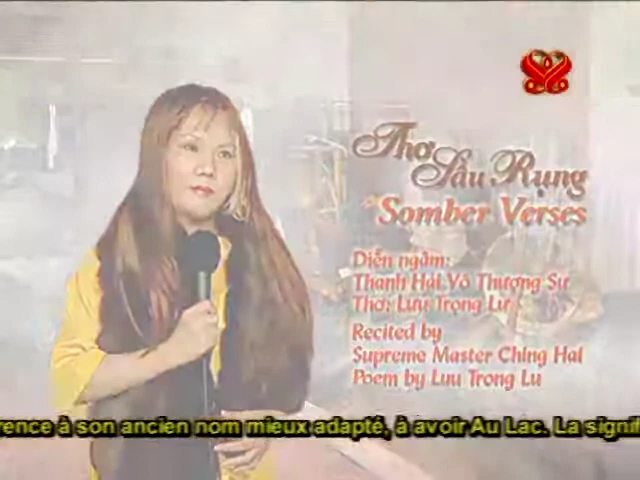 Thơ
Sầu Rụng
Somber Verses
Diễn ngâm:
Thanh Hải Vô Thượng Sư
Thơ: Lưu Trọng Lư
Recited by
Supreme Master Ching Hai
Poem by Luu Trong Lu
rence à son ancien nom mieux adapté, à avoir Au Lac. La signif